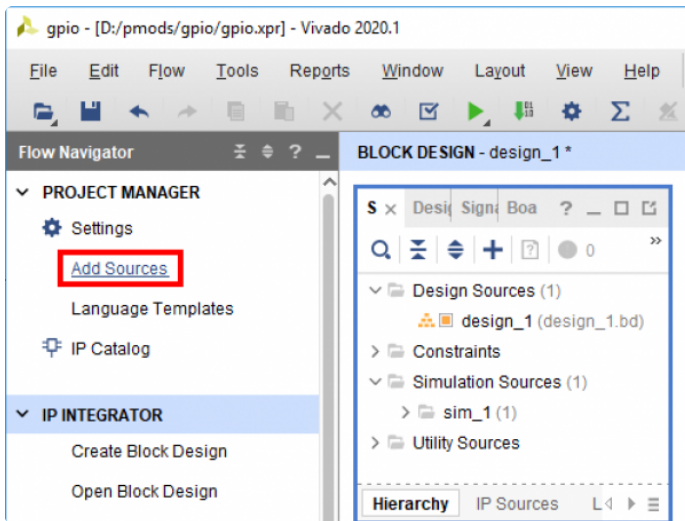 gpio - [D:/pmods/gpio/gpio.xpr] - Vivado 2020.1
File Edit Flow Tools Reports Window Layout View Help
Flow Navigator ?
BLOCK DESIGN - design_1 *
PROJECT MANAGER
Settings
Add Sources
Language Templates
IP Catalog
IP INTEGRATOR
Create Block Design
Open Block Design
S × Desig Signa Boa ?
? 0 »
Design Sources (1)
design_1 (design_1.bd)
Constraints
Simulation Sources (1)
sim_1 (1)
Utility Sources
Hierarchy IP Sources L